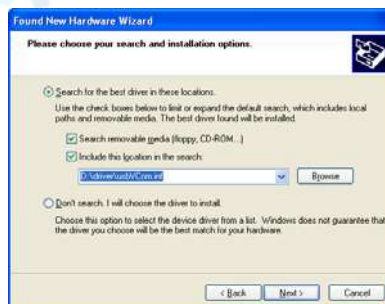 Found New Hardware Wizard
Please choose your search and installation options.
Search for the best driver in these locations.
Use the check boxes below to limit or expand the default search, which includes local
paths and removable media. The best driver found will be installed.
Search removable media (floppy, CD-ROM...)
Include this location in the search:
D:\driver\usbVCom.inf
Browse
Don't search. I will choose the driver to install.
Choose this option to select the device driver from a list. Windows does not guarantee that
the driver you choose will be the best match for your hardware.
< Back
Next >
Cancel